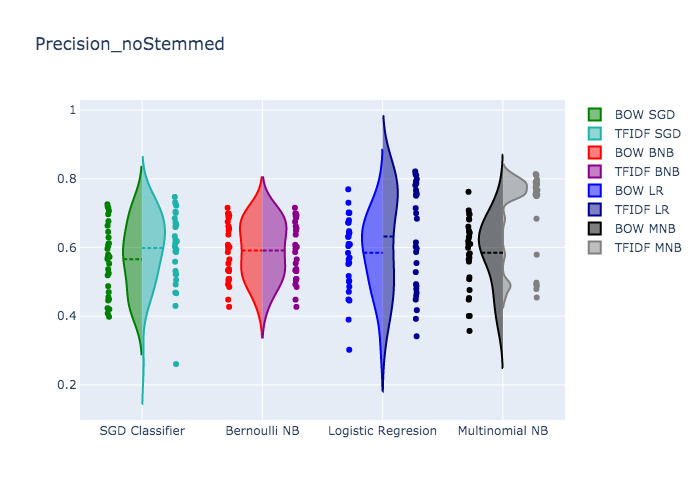 Precision_noStemmed
1
0.8
0.6
0.4
0.2
SGD Classifier
Bernoulli NB
Logistic Regresion
Multinomial NB
BOW SGD
TFIDF SGD
BOW BNB
TFIDF BNB
BOW LR
TFIDF LR
BOW MNB
TFIDF MNB